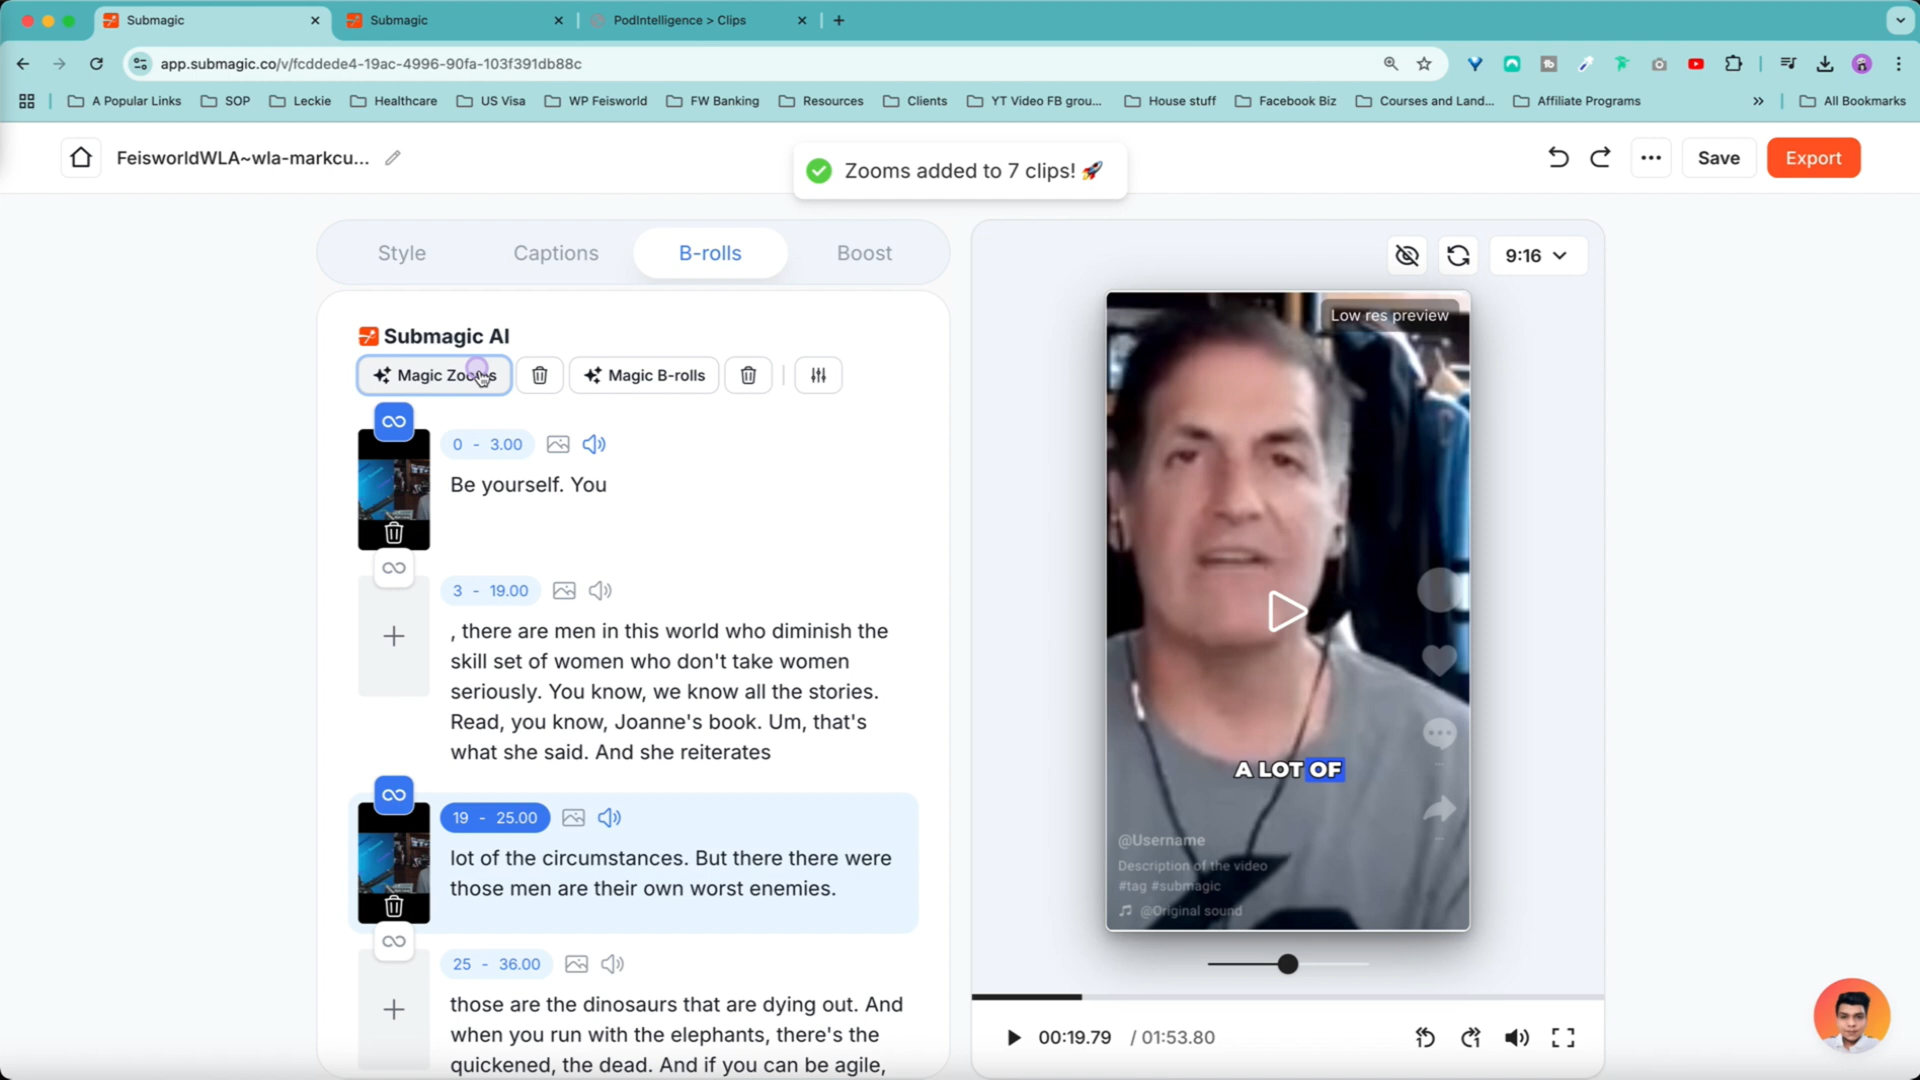 Submagic
Submagic
PodIntelligence > Clips
app.submagic.co/v/fcddede4-19ac-4996-90fa-103f391db88c
A Popular Links
SOP
Leckie
Healthcare
US Visa
WP Feisworld
FW Banking
Resources
Clients
YT Video FB grou...
House stuff
Facebook Biz
Courses and Land...
Affiliate Programs
All Bookmarks
FeisworldWLA~wla-markcu...
Zooms added to 7 clips! 🚀
Save
Export
Style
Captions
B-rolls
Boost
9:16
Submagic AI
Magic Zooms
Magic B-rolls
Low res preview
0 - 3.00
Be yourself. You
3 - 19.00
, there are men in this world who diminish the
skill set of women who don't take women
seriously. You know, we know all the stories.
Read, you know, Joanne's book. Um, that's
what she said. And she reiterates
19 - 25.00
lot of the circumstances. But there there were
those men are their own worst enemies.
25 - 36.00
those are the dinosaurs that are dying out. And
when you run with the elephants, there's the
quickened, the dead. And if you can be agile,
A LOT OF
@Username
Description of the video
#tag #submagic
@Original sound
00:19.79 / 01:53.80